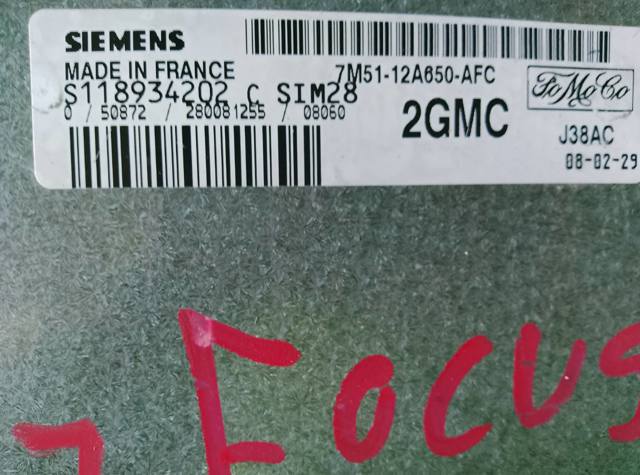 SIEMENS
MADE IN FRANCE
7M51-12A650-AFC
FoMoCo
S118934202 C SIM28
0 / 50872 / 280081255 / 08060
2GMC
J38AC
08-02-29
FOCUS